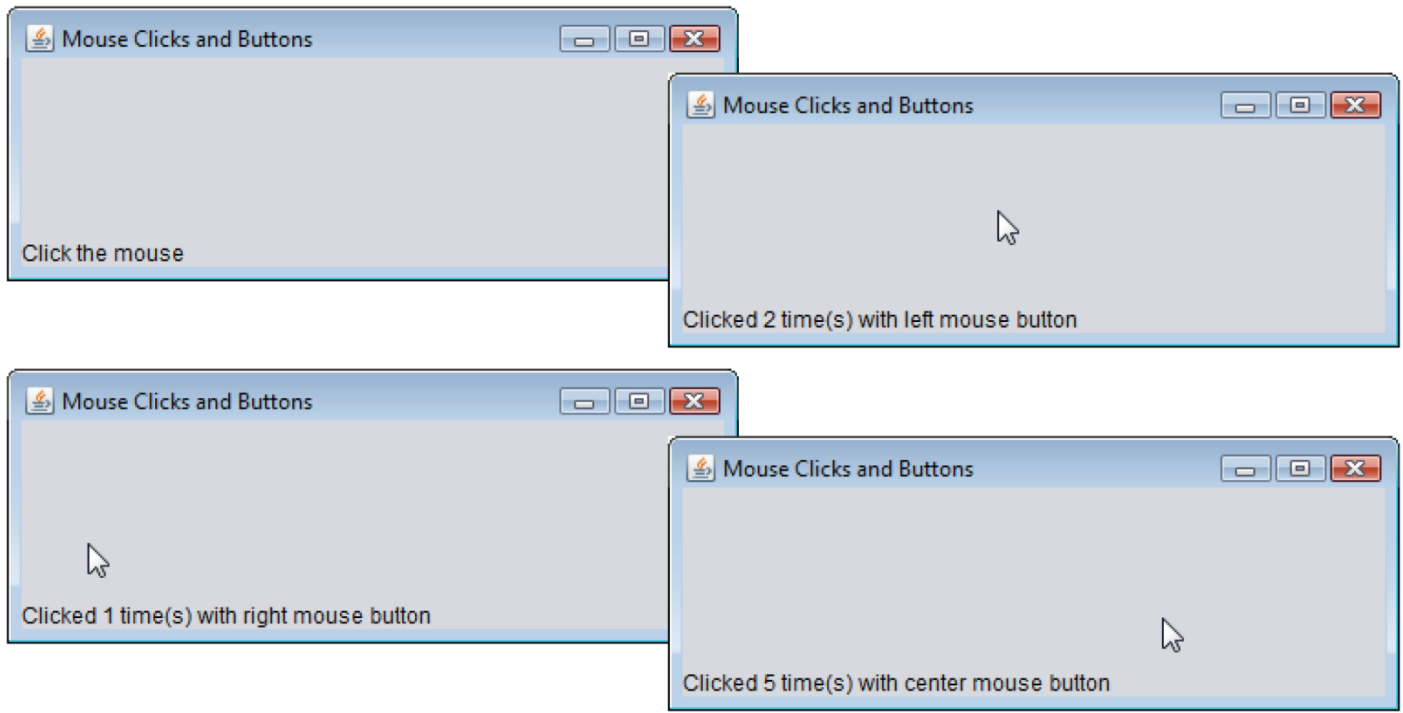 Mouse Clicks and Buttons
Click the mouse
Mouse Clicks and Buttons
Clicked 2 time(s) with left mouse button
Mouse Clicks and Buttons
Clicked 1 time(s) with right mouse button
Mouse Clicks and Buttons
Clicked 5 time(s) with center mouse button